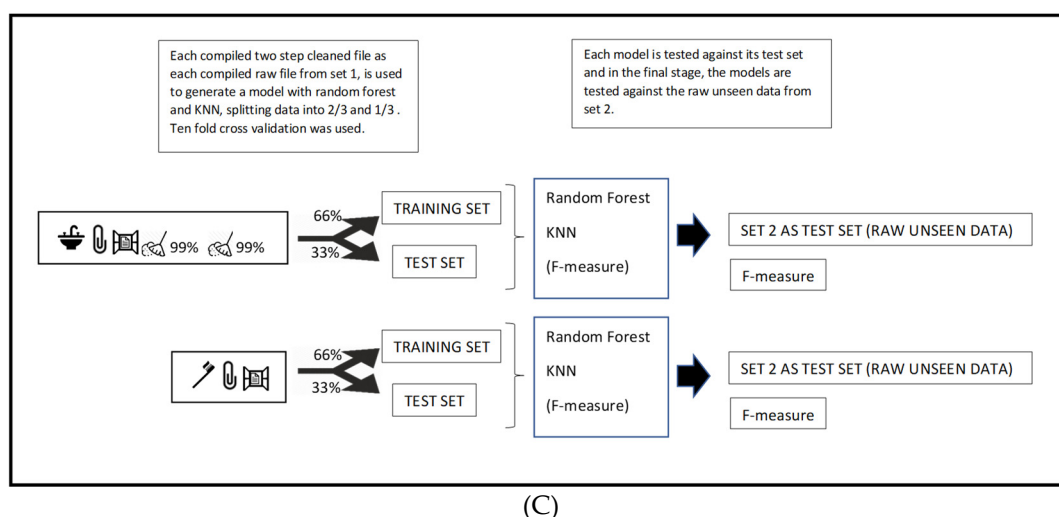 Each compiled two step cleaned file as
each compiled raw file from set 1, is used
to generate a model with random forest
and KNN, splitting data into 2/3 and 1/3 .
Ten fold cross validation was used.
Each model is tested against its test set
and in the final stage, the models are
tested against the raw unseen data from
set 2.
99% 99%
66%
33%
TRAINING SET
TEST SET
Random Forest
KNN
(F-measure)
SET 2 AS TEST SET (RAW UNSEEN DATA)
F-measure
66%
33%
TRAINING SET
TEST SET
Random Forest
KNN
(F-measure)
SET 2 AS TEST SET (RAW UNSEEN DATA)
F-measure
(C)